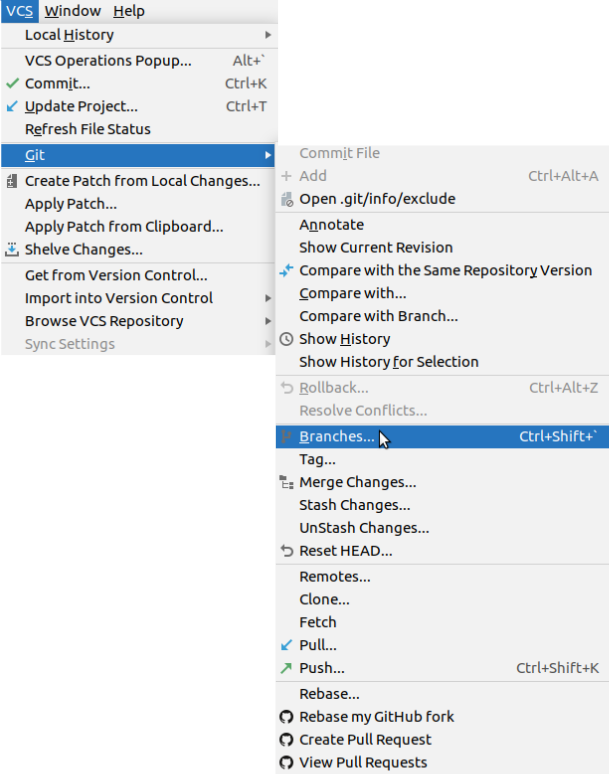 VCS Window Help
Local History
VCS Operations Popup... Alt+`
Commit... Ctrl+K
Update Project... Ctrl+T
Refresh File Status
Git
Create Patch from Local Changes...
Apply Patch...
Apply Patch from Clipboard...
Shelve Changes...
Get from Version Control...
Import into Version Control
Browse VCS Repository
Sync Settings
Commit File
Add Ctrl+Alt+A
Open .git/info/exclude
Annotate
Show Current Revision
Compare with the Same Repository Version
Compare with...
Compare with Branch...
Show History
Show History for Selection
Rollback... Ctrl+Alt+Z
Resolve Conflicts...
Branches... Ctrl+Shift+`
Tag...
Merge Changes...
Stash Changes...
UnStash Changes...
Reset HEAD...
Remotes...
Clone...
Fetch
Pull...
Push... Ctrl+Shift+K
Rebase...
Rebase my GitHub fork
Create Pull Request
View Pull Requests